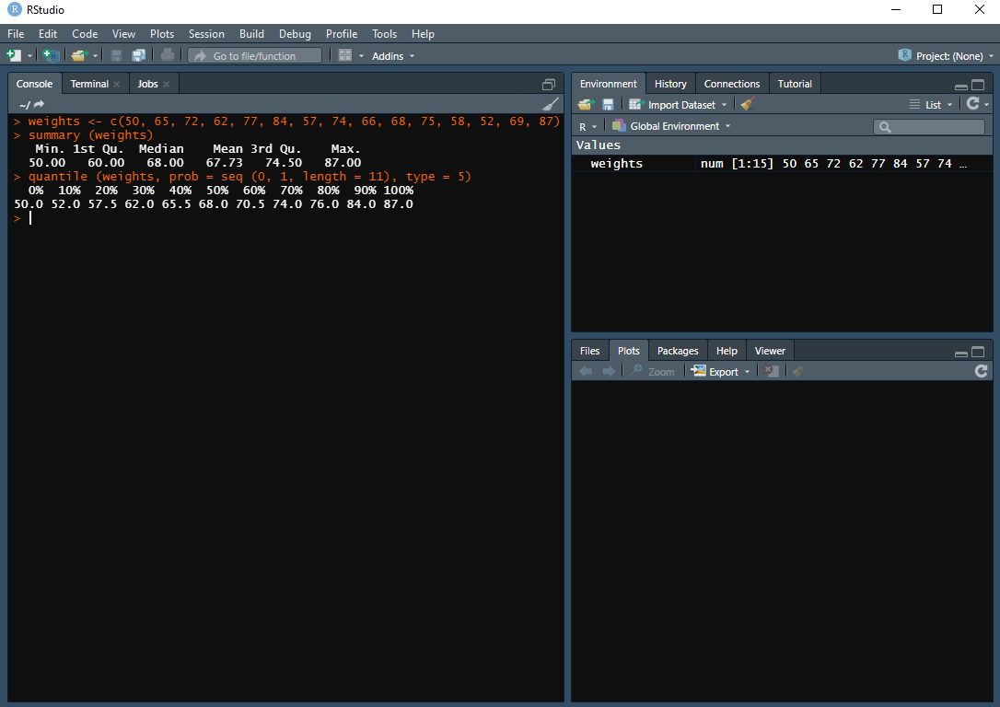 RStudio
File Edit Code View Plots Session Build Debug Profile Tools Help
Go to file/function Addins Project: (None)
Console Terminal Jobs
~/
> weights <- c(50, 65, 72, 62, 77, 84, 57, 74, 66, 68, 75, 58, 52, 69, 87)
> summary (weights)
Min. 1st Qu. Median Mean 3rd Qu. Max.
50.00 60.00 68.00 67.73 74.50 87.00
> quantile (weights, prob = seq (0, 1, length = 11), type = 5)
0% 10% 20% 30% 40% 50% 60% 70% 80% 90% 100%
50.0 52.0 57.5 62.0 65.5 68.0 70.5 74.0 76.0 84.0 87.0
>
Environment History Connections Tutorial
Import Dataset List
R Global Environment
Values
weights num [1:15] 50 65 72 62 77 84 57 74 …
Files Plots Packages Help Viewer
Zoom Export